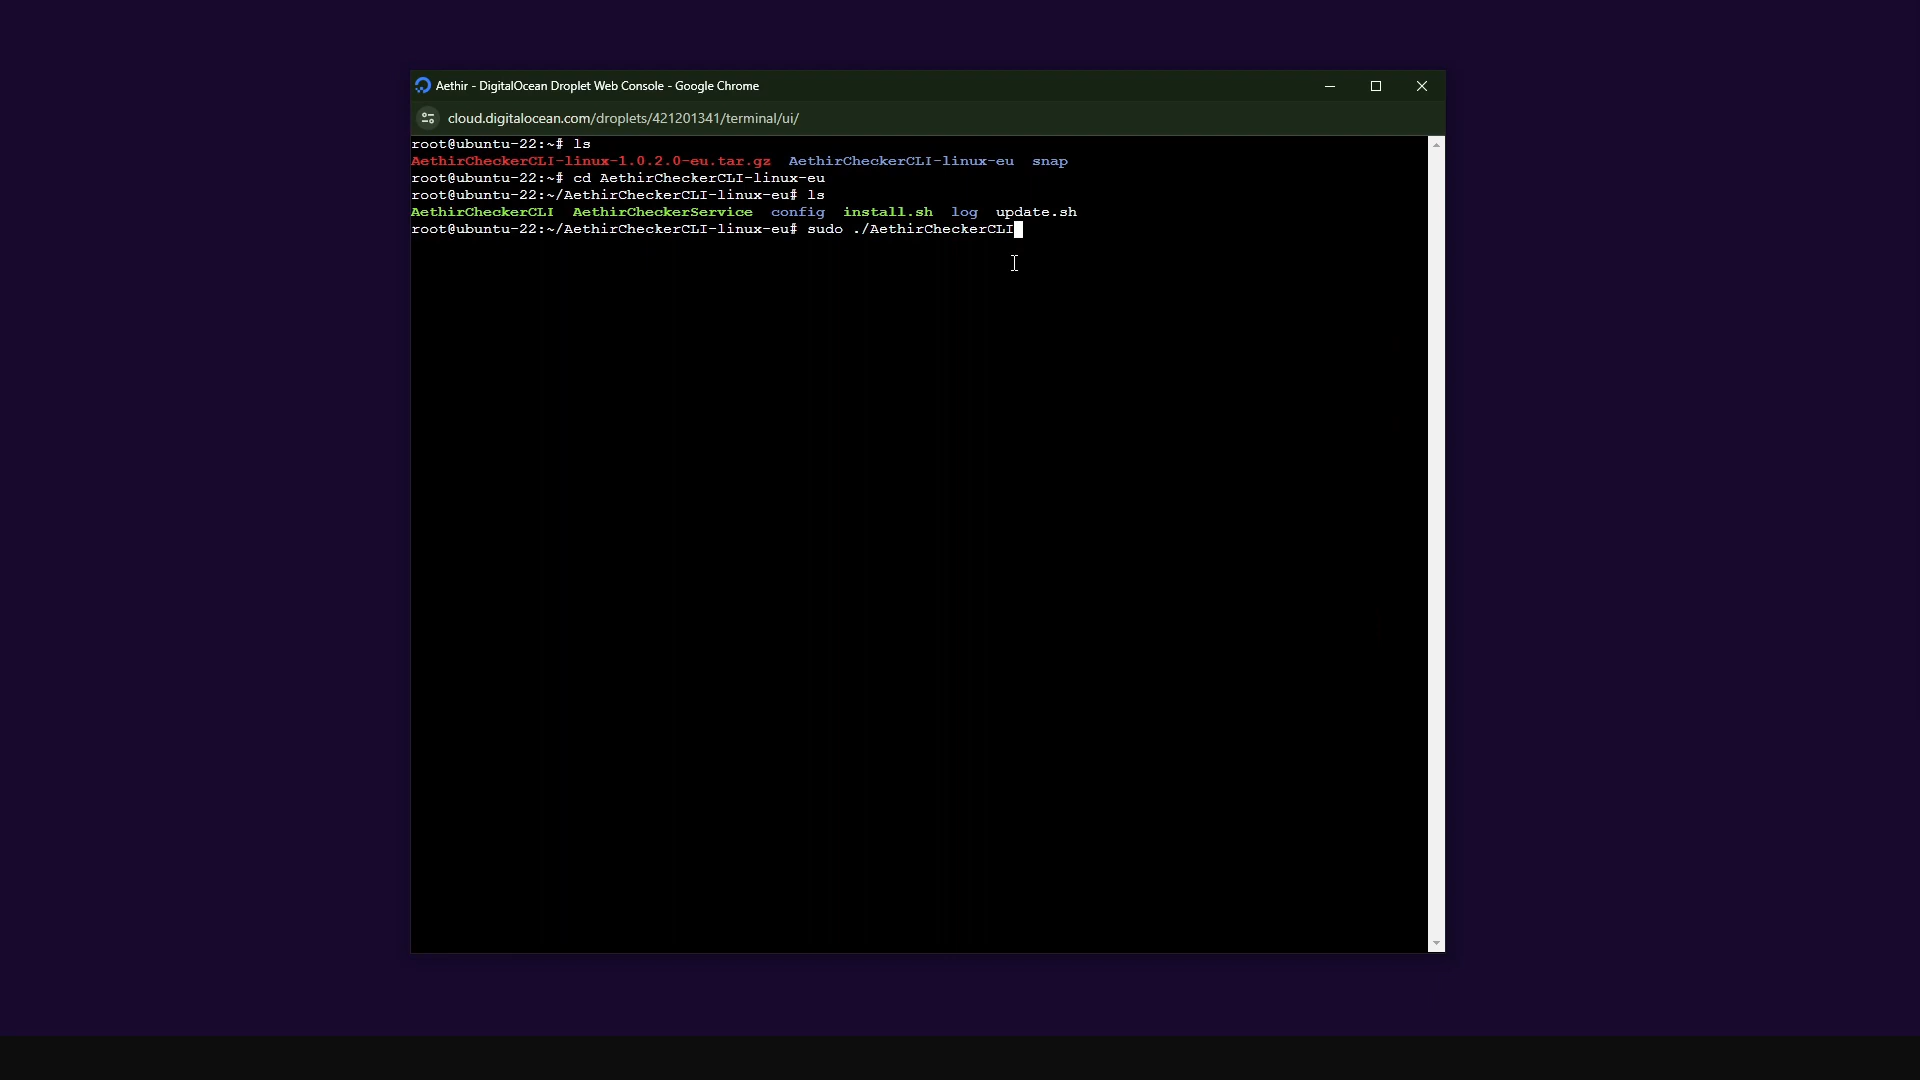 Aethir - DigitalOcean Droplet Web Console - Google Chrome
cloud.digitalocean.com/droplets/421201341/terminal/ui/
root@ubuntu-22:~# ls
AethirCheckerCLI-linux-1.0.2.0-eu.tar.gz  AethirCheckerCLI-linux-eu  snap
root@ubuntu-22:~# cd AethirCheckerCLI-linux-eu
root@ubuntu-22:~/AethirCheckerCLI-linux-eu# ls
AethirCheckerCLI  AethirCheckerService  config  install.sh  log  update.sh
root@ubuntu-22:~/AethirCheckerCLI-linux-eu# sudo ./AethirCheckerCLI